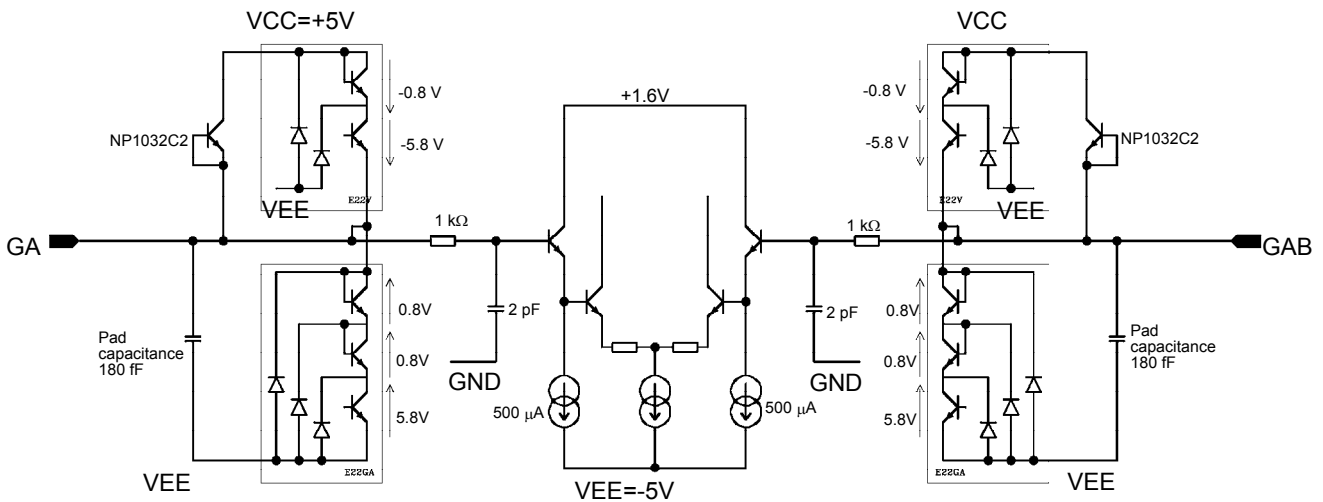 VCC=+5V
VCC
-0.8 V
+1.6V
-0.8 V
NP1032C2
-5.8 V
-5.8 V
NP1032C2
E22V
E22V
VEE
VEE
1 kΩ
1 kΩ
GA
GAB
0.8V
2 pF
2 pF
0.8V
Pad
capacitance
180 fF
0.8V
GND
GND
0.8V
Pad
capacitance
180 fF
5.8V
500 µA
500 µA
5.8V
VEE
E22GA
VEE=-5V
E22GA
VEE